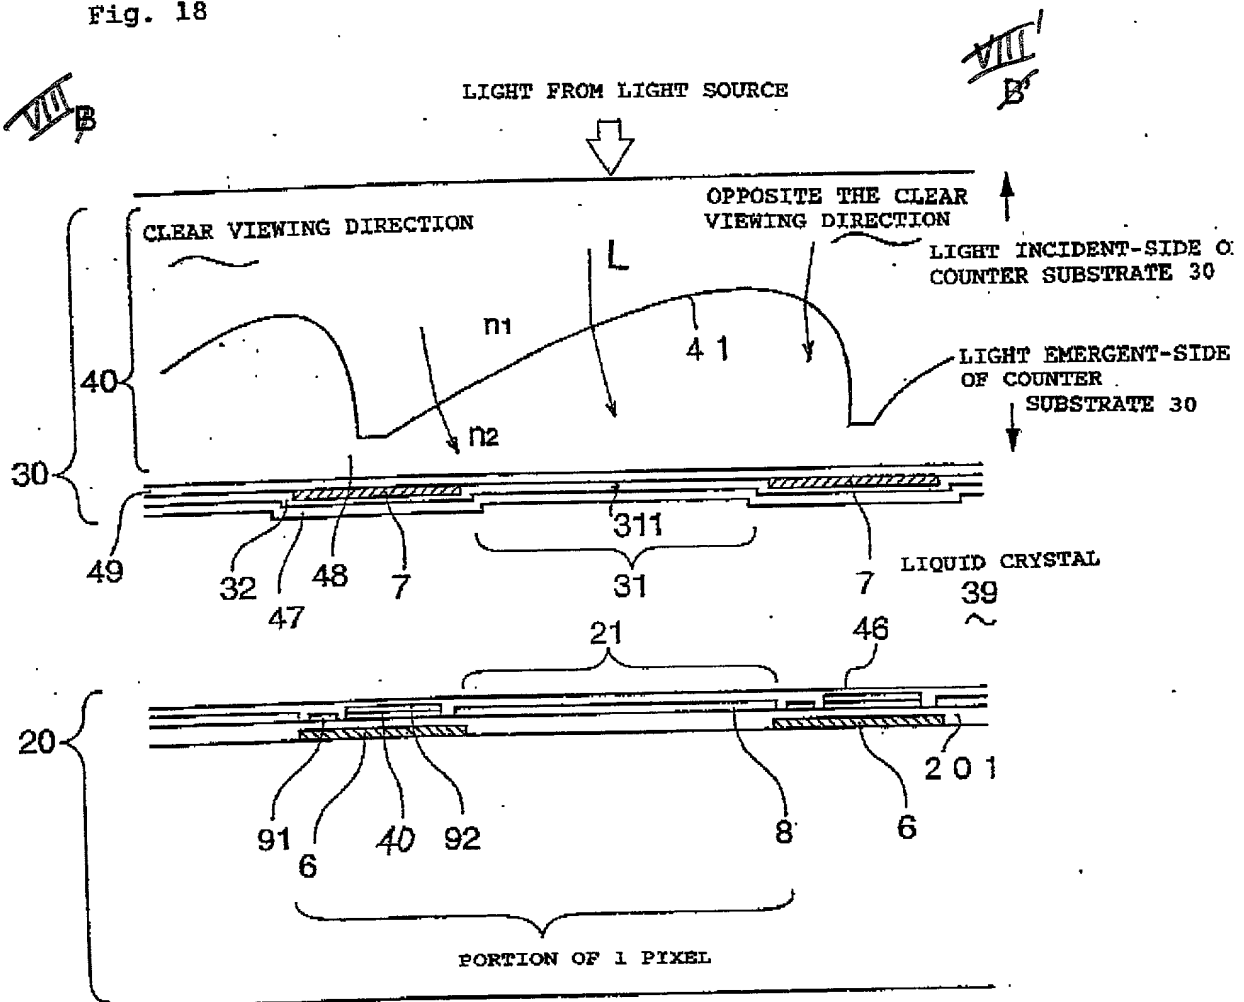 Fig. 18
VIII
B
VIII'
B'
LIGHT FROM LIGHT SOURCE
CLEAR VIEWING DIRECTION
OPPOSITE THE CLEAR
VIEWING DIRECTION
L
LIGHT INCIDENT-SIDE O
COUNTER SUBSTRATE 30
n1
41
40
LIGHT EMERGENT-SIDE
OF COUNTER
SUBSTRATE 30
n2
30
49
32
47
48
7
311
31
7
LIQUID CRYSTAL
39
21
46
20
91
6
40
92
8
6
201
PORTION OF 1 PIXEL